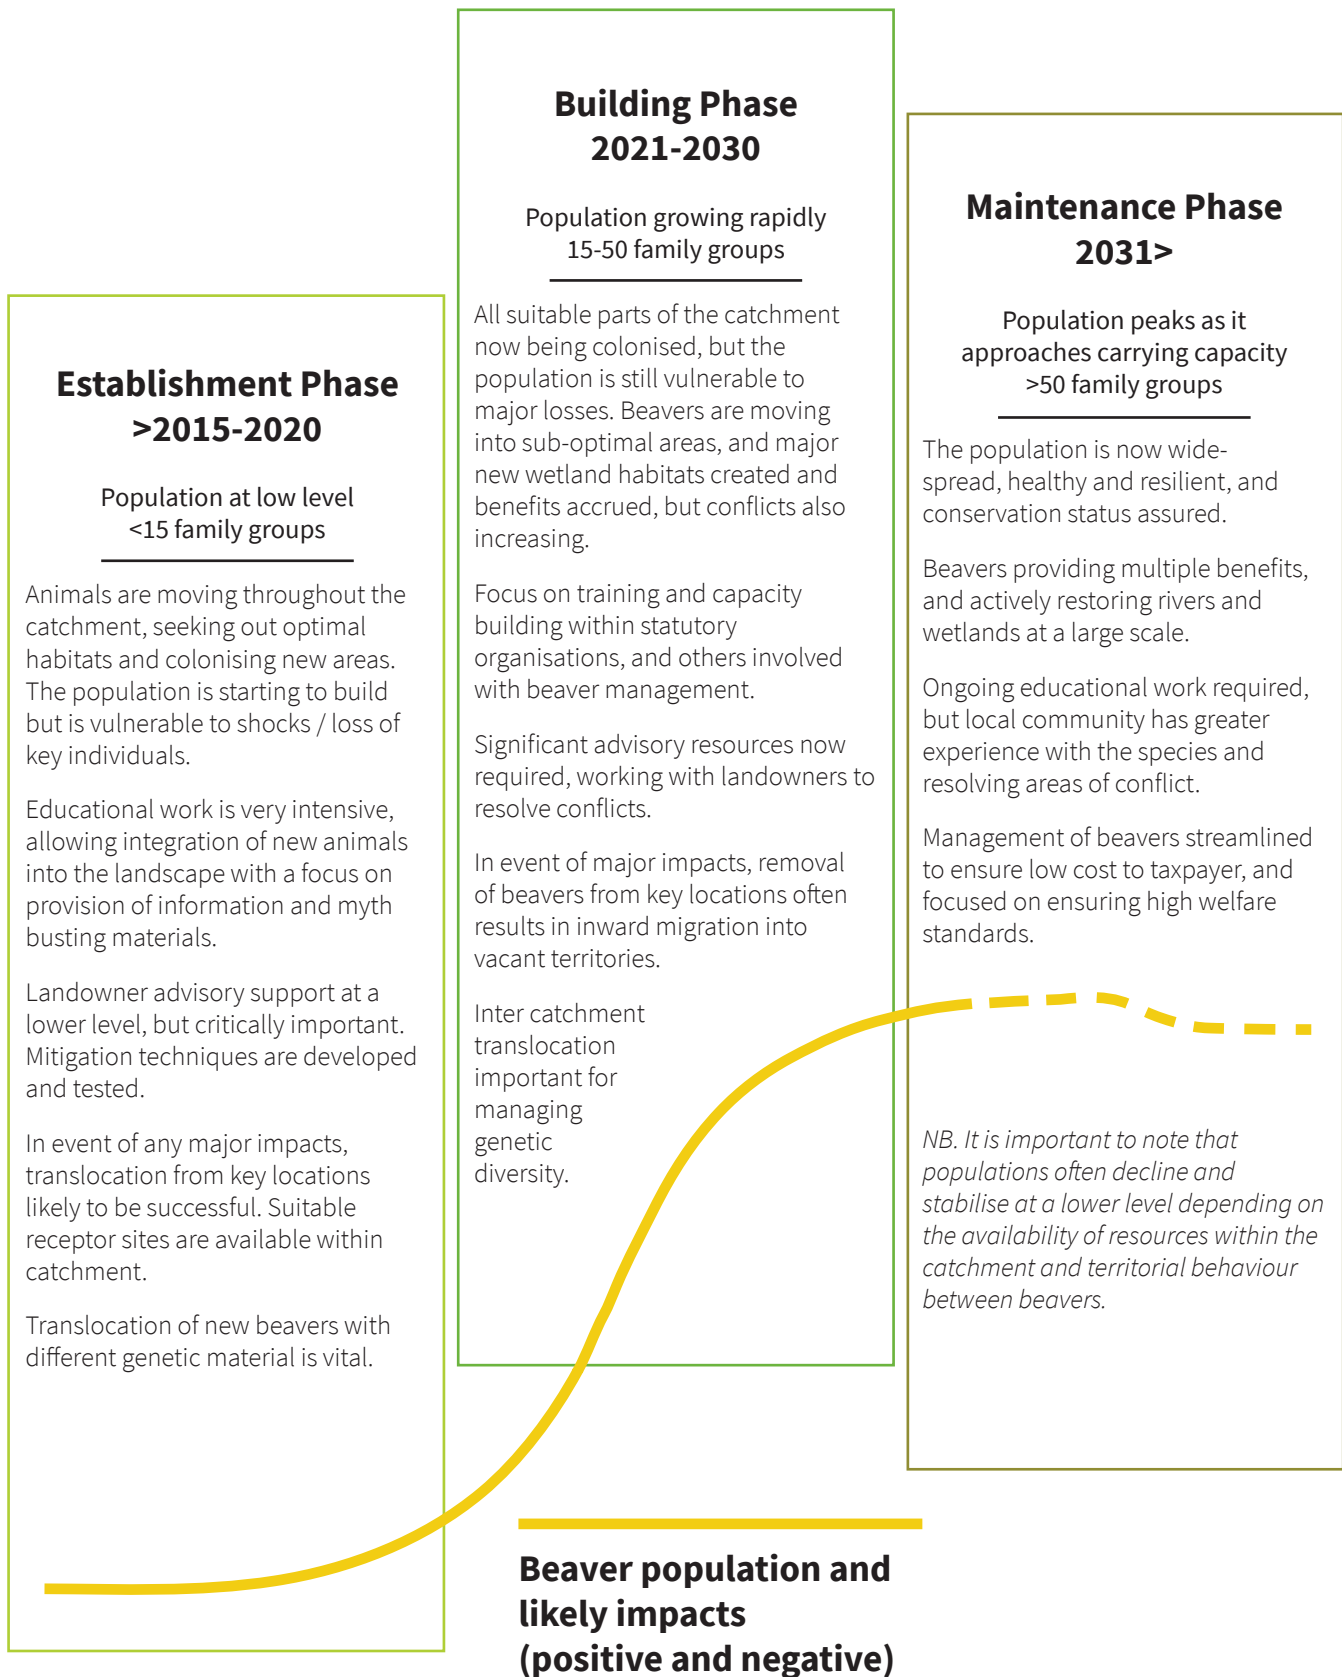 Establishment Phase
>2015-2020
Population at low level
<15 family groups
Animals are moving throughout the
catchment, seeking out optimal
habitats and colonising new areas.
The population is starting to build
but is vulnerable to shocks / loss of
key individuals.
Educational work is very intensive,
allowing integration of new animals
into the landscape with a focus on
provision of information and myth
busting materials.
Landowner advisory support at a
lower level, but critically important.
Mitigation techniques are developed
and tested.
In event of any major impacts,
translocation from key locations
likely to be successful. Suitable
receptor sites are available within
catchment.
Translocation of new beavers with
different genetic material is vital.
Building Phase
2021-2030
Population growing rapidly
15-50 family groups
All suitable parts of the catchment
now being colonised, but the
population is still vulnerable to
major losses. Beavers are moving
into sub-optimal areas, and major
new wetland habitats created and
benefits accrued, but conflicts also
increasing.
Focus on training and capacity
building within statutory
organisations, and others involved
with beaver management.
Significant advisory resources now
required, working with landowners to
resolve conflicts.
In event of major impacts, removal
of beavers from key locations often
results in inward migration into
vacant territories.
Inter catchment
translocation
important for
managing
genetic
diversity.
Maintenance Phase
2031>
Population peaks as it
approaches carrying capacity
>50 family groups
The population is now wide-
spread, healthy and resilient, and
conservation status assured.
Beavers providing multiple benefits,
and actively restoring rivers and
wetlands at a large scale.
Ongoing educational work required,
but local community has greater
experience with the species and
resolving areas of conflict.
Management of beavers streamlined
to ensure low cost to taxpayer, and
focused on ensuring high welfare
standards.
NB. It is important to note that
populations often decline and
stabilise at a lower level depending on
the availability of resources within the
catchment and territorial behaviour
between beavers.
Beaver population and
likely impacts
(positive and negative)